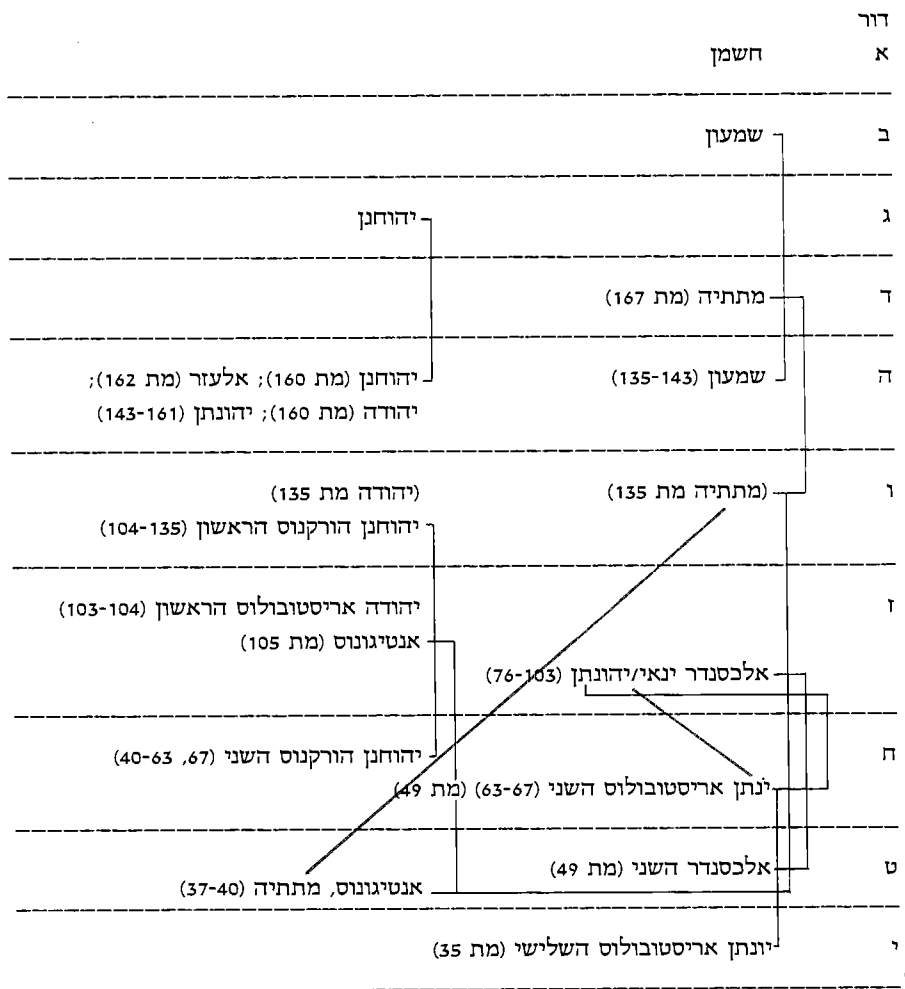 דור
א חשמן
ב שמעון
ג יהוחנן
ד מתתיה (מת 167)
ה שמעון (135-143) יהוחנן (מת 160); אלעזר (מת 162);
יהודה (מת 160); יהונתן (143-161)
ו (מתתיה מת 135) (יהודה מת 135)
יהוחנן הורקנוס הראשון (104-135)
ז יהודה אריסטובולוס הראשון (103-104)
אנטיגונוס (מת 105)
אלכסנדר ינאי/יהונתן (76-103)
ח יהוחנן הורקנוס השני (67, 40-63)
ינתן אריסטובולוס השני (63-67) (מת 49)
ט אלכסנדר השני (מת 49)
אנטיגונוס, מתתיה (37-40)
י יונתן אריסטובולוס השלישי (מת 35)